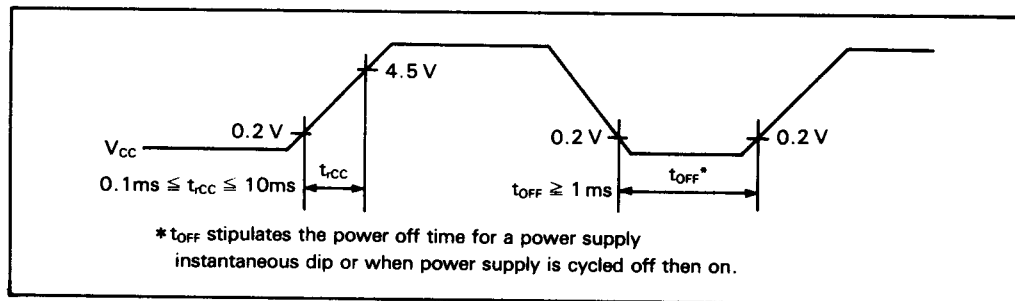 4.5 V
0.2 V
0.2 V
0.2 V
VCC
trCC
tOFF*
0.1ms ≦ trCC ≦ 10ms
tOFF ≧ 1 ms
*tOFF stipulates the power off time for a power supply
instantaneous dip or when power supply is cycled off then on.